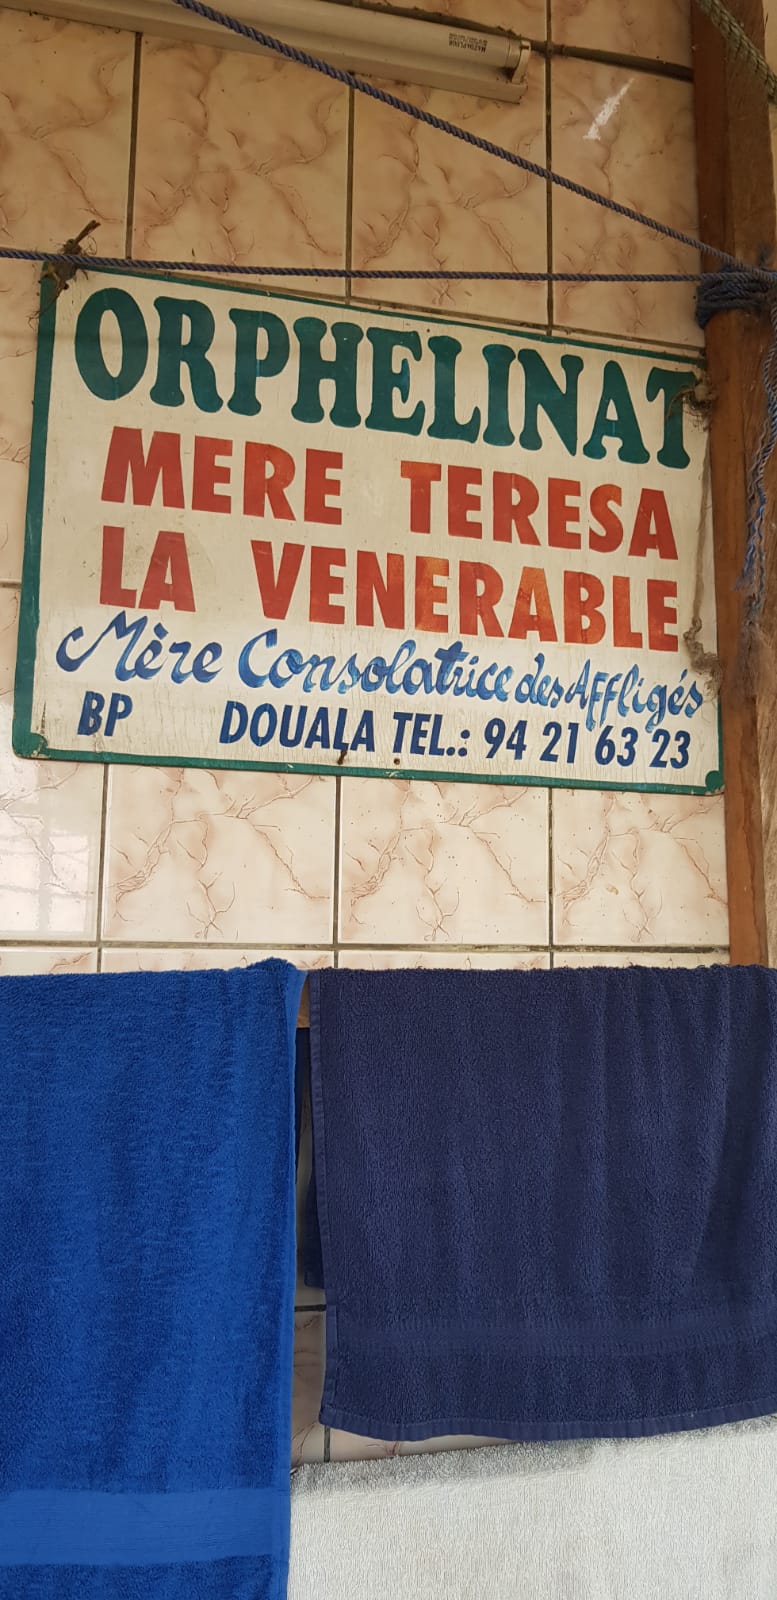 ORPHELINAT
MERE TERESA
LA VENERABLE
Mère Consolatrice des Affligés
BP DOUALA TEL.: 94 21 63 23